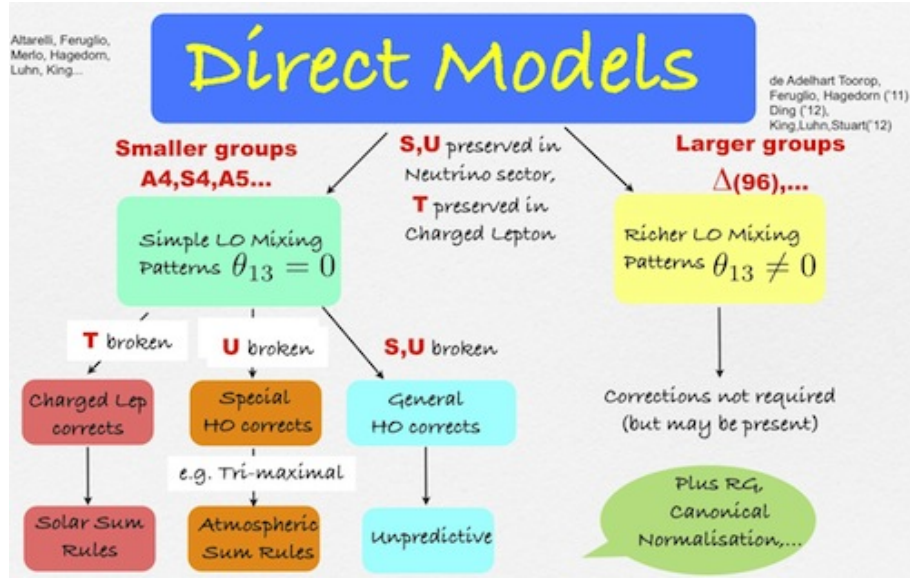 Altarelli, Feruglio,
Merlo, Hagedorn,
Luhn, King...
Direct Models
de Adelhart Toorop,
Feruglio, Hagedorn ('11)
Ding ('12),
King,Luhn,Stuart('12)
Smaller groups
A4,S4,A5...
S,U preserved in
Neutrino sector,
T preserved in
Charged Lepton
Larger groups
Δ(96),...
Simple LO Mixing
Patterns θ₁₃ = 0
Richer LO Mixing
Patterns θ₁₃ ≠ 0
T broken
U broken
S,U broken
Charged Lep
corrects
Special
HO corrects
General
HO corrects
Corrections not required
(but may be present)
e.g. Tri-maximal
Solar Sum
Rules
Atmospheric
Sum Rules
Unpredictive
Plus RG,
Canonical
Normalisation,...